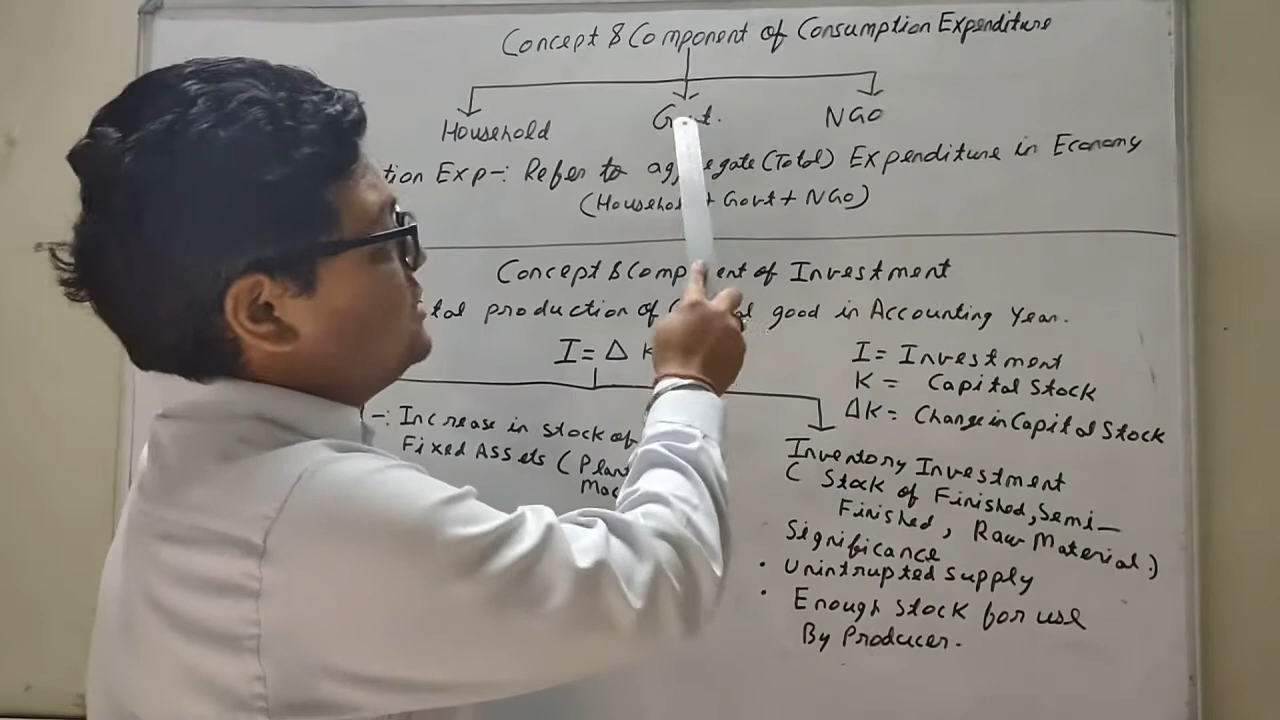 Concept & Component of Consumption Expenditure
Household Govt. NGO
tion Exp-: Refer to aggregate (Total) Expenditure in Economy
(Household + Govt + NGO)
Concept & Component of Investment
tal production of good in Accounting Year.
I = Δ K
I = Investment
K = Capital Stock
ΔK = Change in Capital Stock
-: Increase in stock of
Fixed Assets (Plant
Inventory Investment
( Stock of Finished, Semi-
Finished, Raw Material.)
Significance
• Unintrupted supply
• Enough stock for use
By Producer.